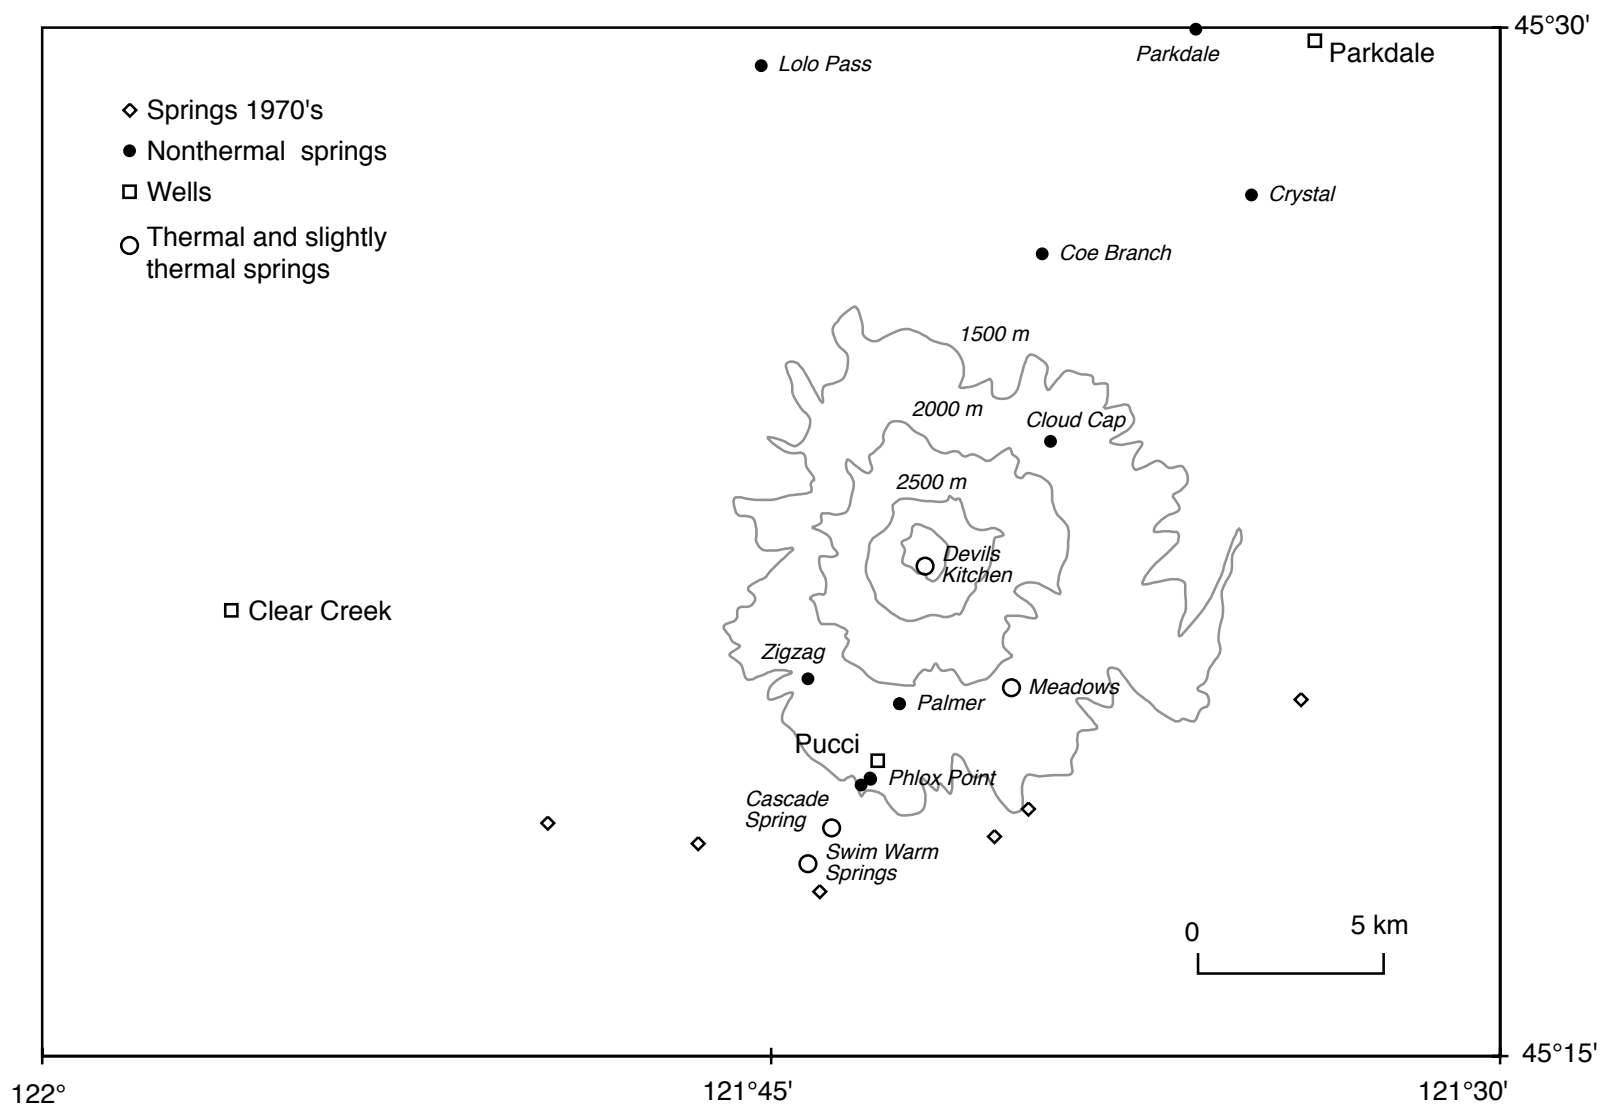 45°30'
Parkdale
Parkdale
Lolo Pass
Springs 1970's
Nonthermal springs
Wells
Thermal and slightly
thermal springs
Crystal
Coe Branch
1500 m
2000 m
Cloud Cap
2500 m
Devils
Kitchen
Clear Creek
Zigzag
Meadows
Palmer
Pucci
Phlox Point
Cascade
Spring
Swim Warm
Springs
0
5 km
45°15'
122°
121°45'
121°30'